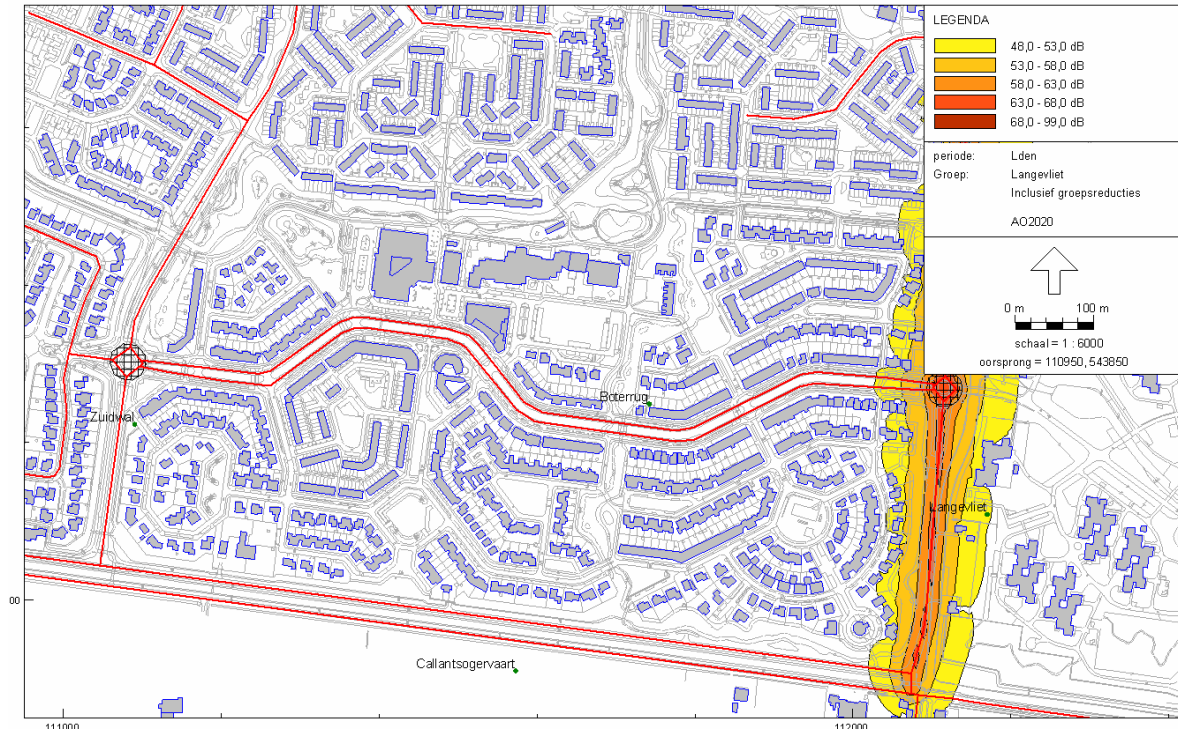 LEGENDA
48,0 - 53,0 dB
53,0 - 58,0 dB
58,0 - 63,0 dB
63,0 - 68,0 dB
68,0 - 99,0 dB
periode: Lden
Groep: Langevliet
Inclusief groepsreducties
AO2020
0 m 100 m
schaal = 1 : 6000
oorsprong = 110950, 543850
Boterrug
Zuidwal
Langevliet
00
Callantsogervaart
111000 112000